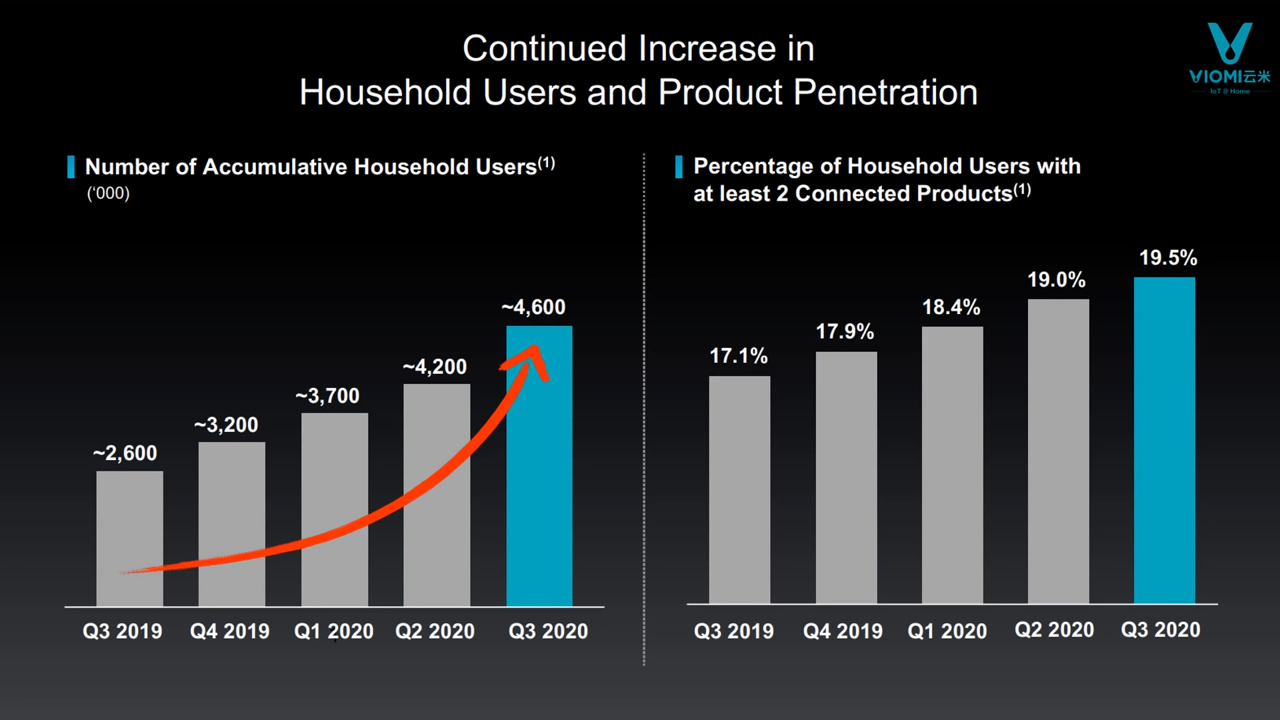 Continued Increase in
Household Users and Product Penetration
VIOMI云米
IoT @ Home
Number of Accumulative Household Users(1)
(‘000)
~2,600
~3,200
~3,700
~4,200
~4,600
Q3 2019
Q4 2019
Q1 2020
Q2 2020
Q3 2020
Percentage of Household Users with
at least 2 Connected Products(1)
17.1%
17.9%
18.4%
19.0%
19.5%
Q3 2019
Q4 2019
Q1 2020
Q2 2020
Q3 2020